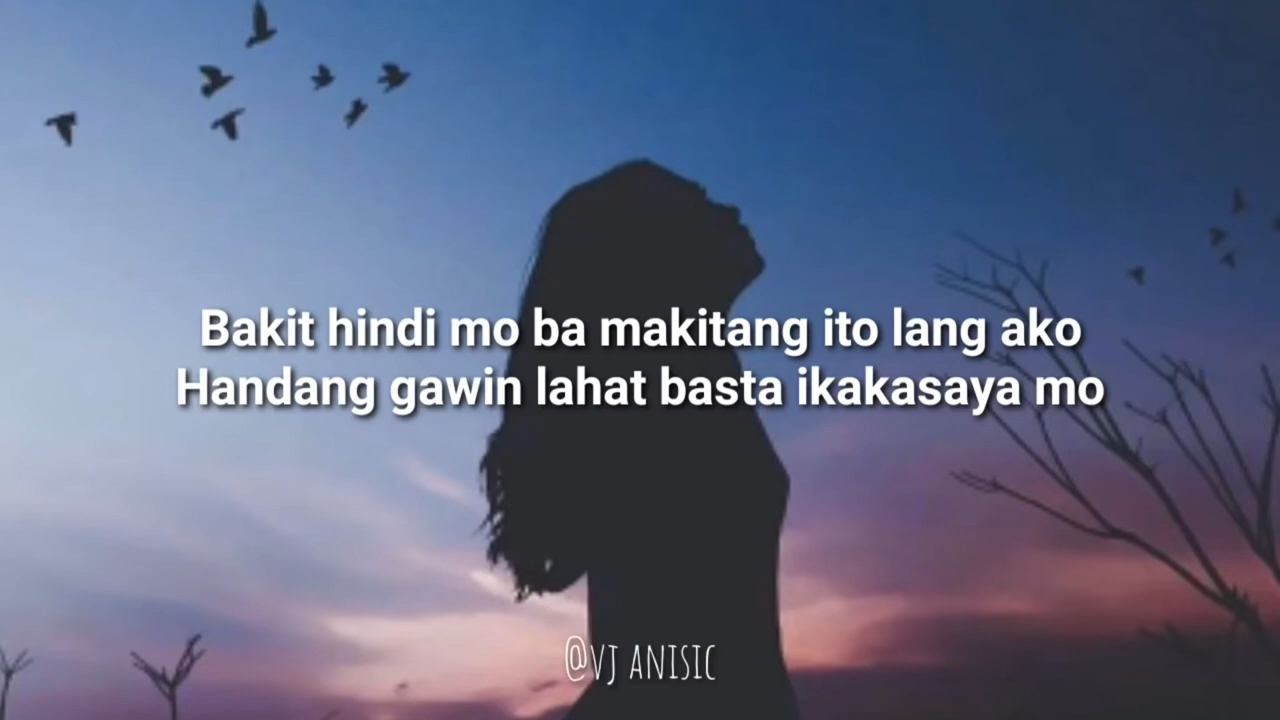 Bakit hindi mo ba makitang ito lang ako
Handang gawin lahat basta ikakasaya mo
@VJ ANISIC